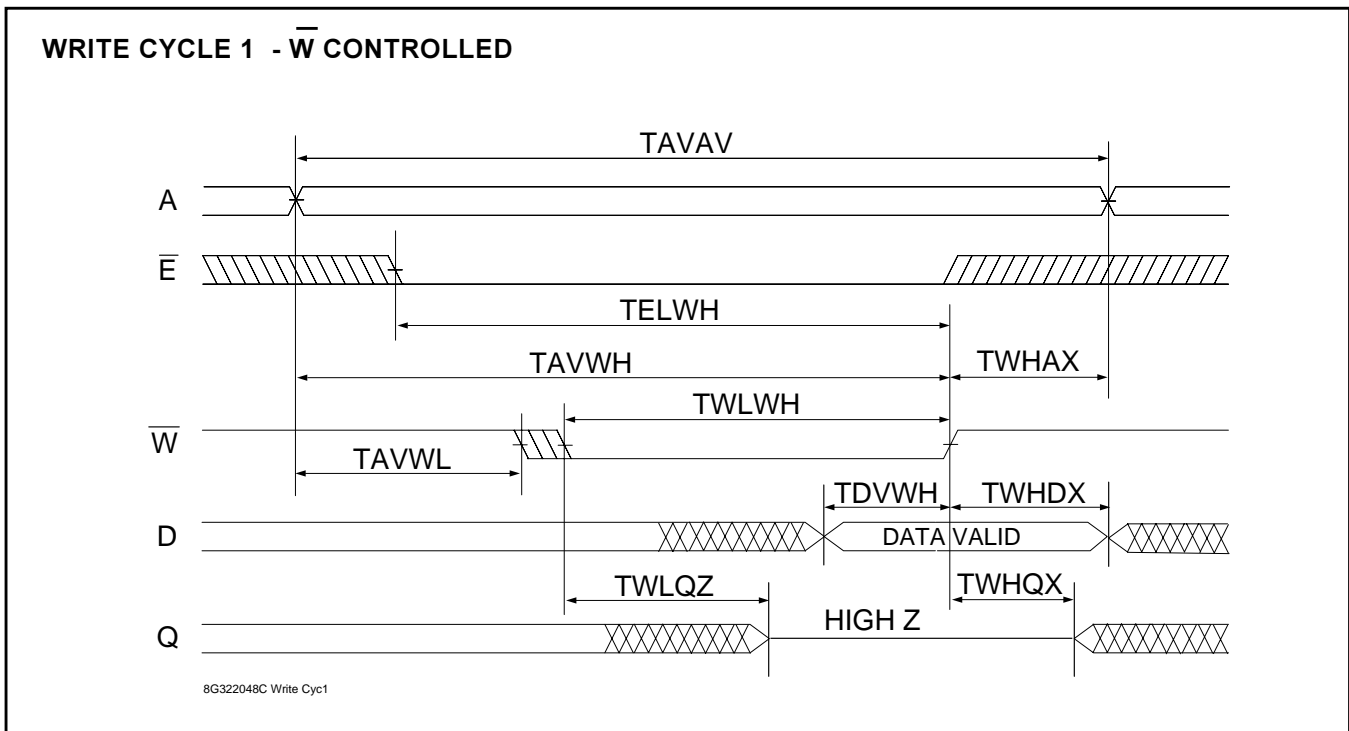 WRITE CYCLE 1 - W̅ CONTROLLED
TAVAV
A
E̅
TELWH
TAVWH
TWHAX
TWLWH
W̅
TAVWL
TDVWH
TWHDX
D
DATA VALID
TWLQZ
TWHQX
HIGH Z
Q
8G322048C Write Cyc1